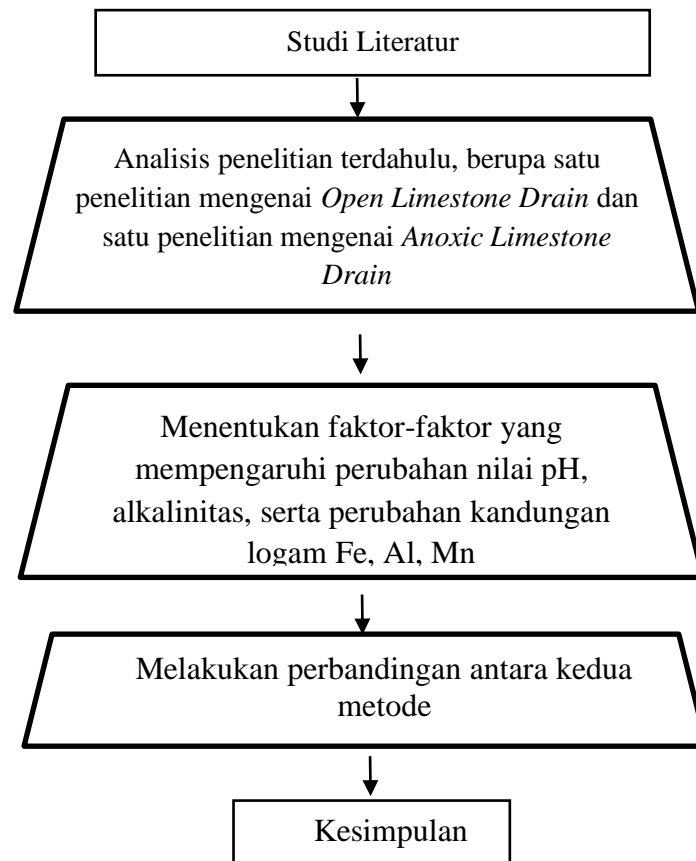 Studi Literatur
Analisis penelitian terdahulu, berupa satu
penelitian mengenai Open Limestone Drain dan
satu penelitian mengenai Anoxic Limestone
Drain
Menentukan faktor-faktor yang
mempengaruhi perubahan nilai pH,
alkalinitas, serta perubahan kandungan
logam Fe, Al, Mn
Melakukan perbandingan antara kedua
metode
Kesimpulan